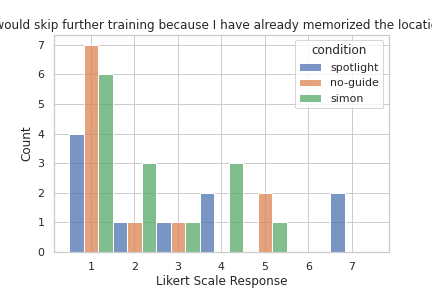 would skip further training because I have already memorized the locati
7
6
5
4
3
2
1
0
Count
condition
spotlight
no-guide
simon
1 2 3 4 5 6 7
Likert Scale Response